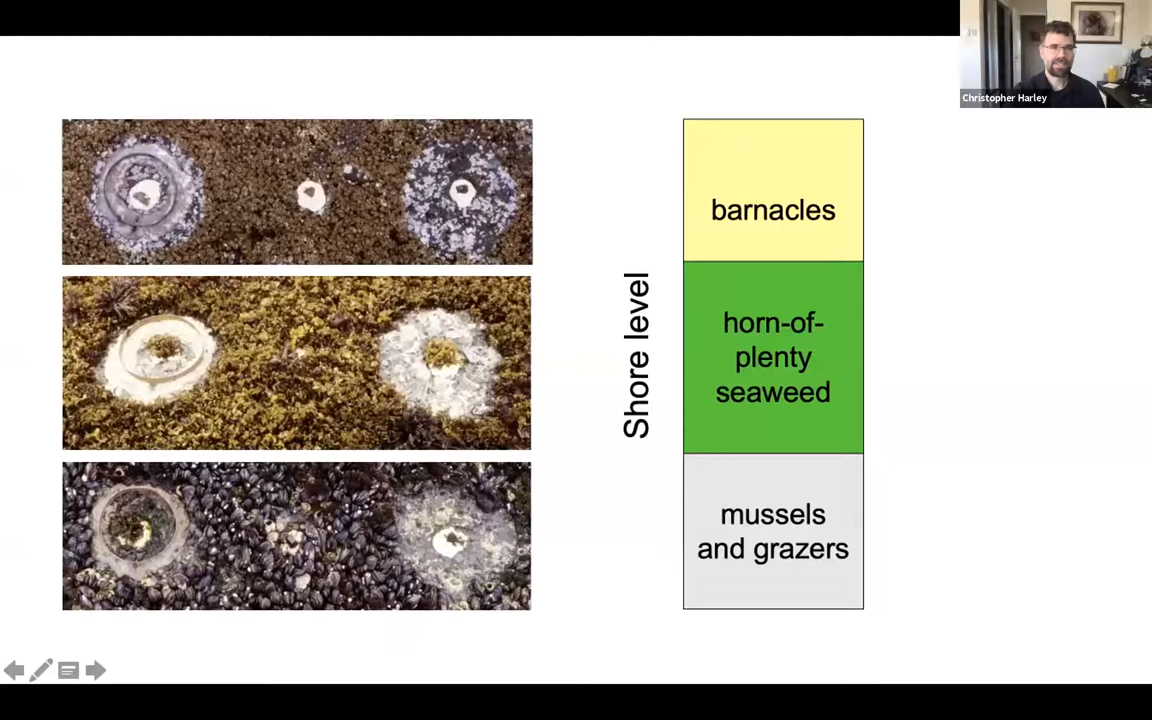 Christopher Harley
Shore level
barnacles
horn-of-
plenty
seaweed
mussels
and grazers